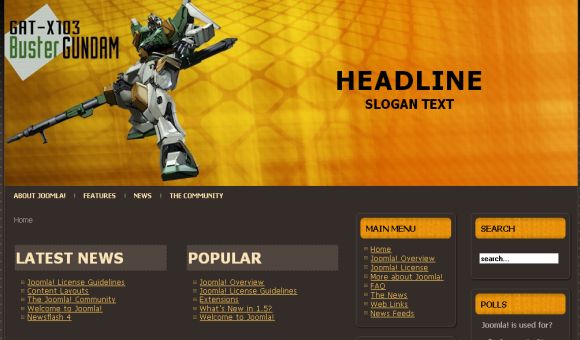 GAT-X103
Buster GUNDAM
HEADLINE
SLOGAN TEXT
ABOUT JOOMLA!
FEATURES
NEWS
THE COMMUNITY
Home
LATEST NEWS
Joomla! License Guidelines
Content Layouts
The Joomla! Community
Welcome to Joomla!
Newsflash 4
POPULAR
Joomla! Overview
Joomla! License Guidelines
Extensions
What's New in 1.5?
Welcome to Joomla!
MAIN MENU
Home
Joomla! Overview
Joomla! License
More about Joomla!
FAQ
The News
Web Links
News Feeds
SEARCH
search...
POLLS
Joomla! is used for?